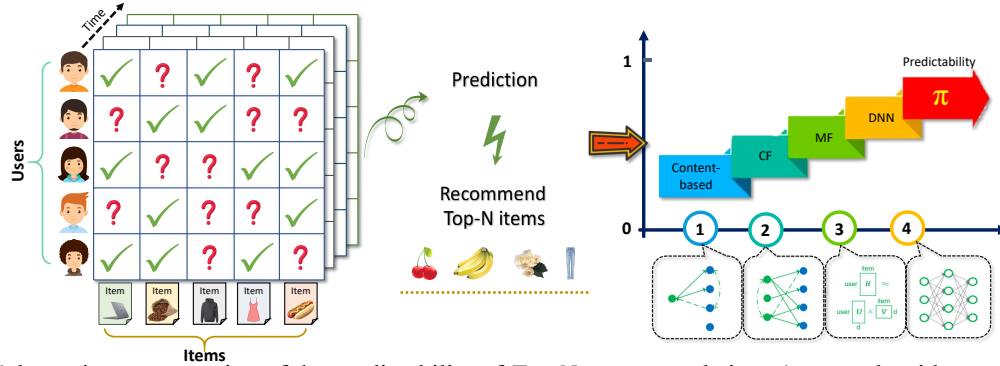 Time
? ?
? ? ?
? ?
? ? ?
?
Users
Item Item Item Item Item
Items
Prediction
Recommend
Top-N items
1
0
Content-
based
CF
MF
DNN
Predictability
π
1 2 3 4
item
user R ≈
item
user U × V d
d